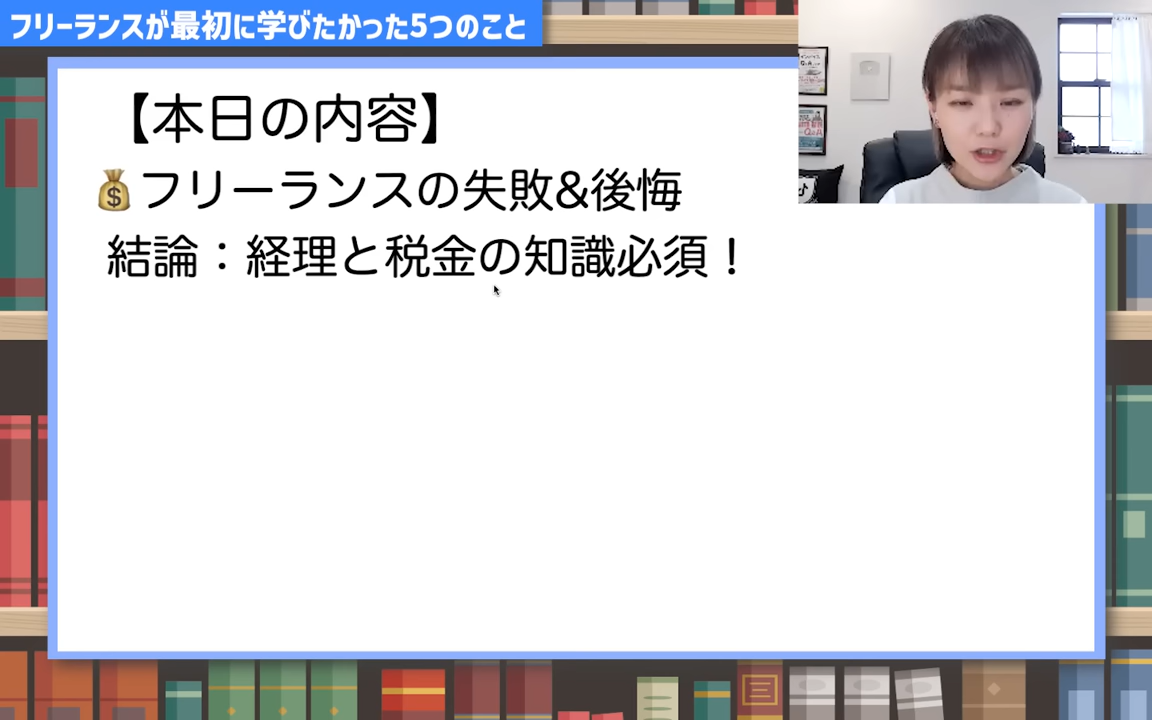 フリーランスが最初に学びたかった5つのこと
【本日の内容】
💰フリーランスの失敗&後悔
結論：経理と税金の知識必須！
Q&A